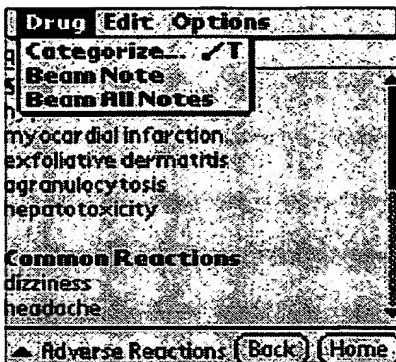 Drug Edit Options
Categorize... ⁄T
Beam Note
Beam All Notes
myocardial infarction
exfoliative dermatitis
agranulocytosis
hepatotoxicity
Common Reactions
dizziness
headache
Adverse Reactions Back Home